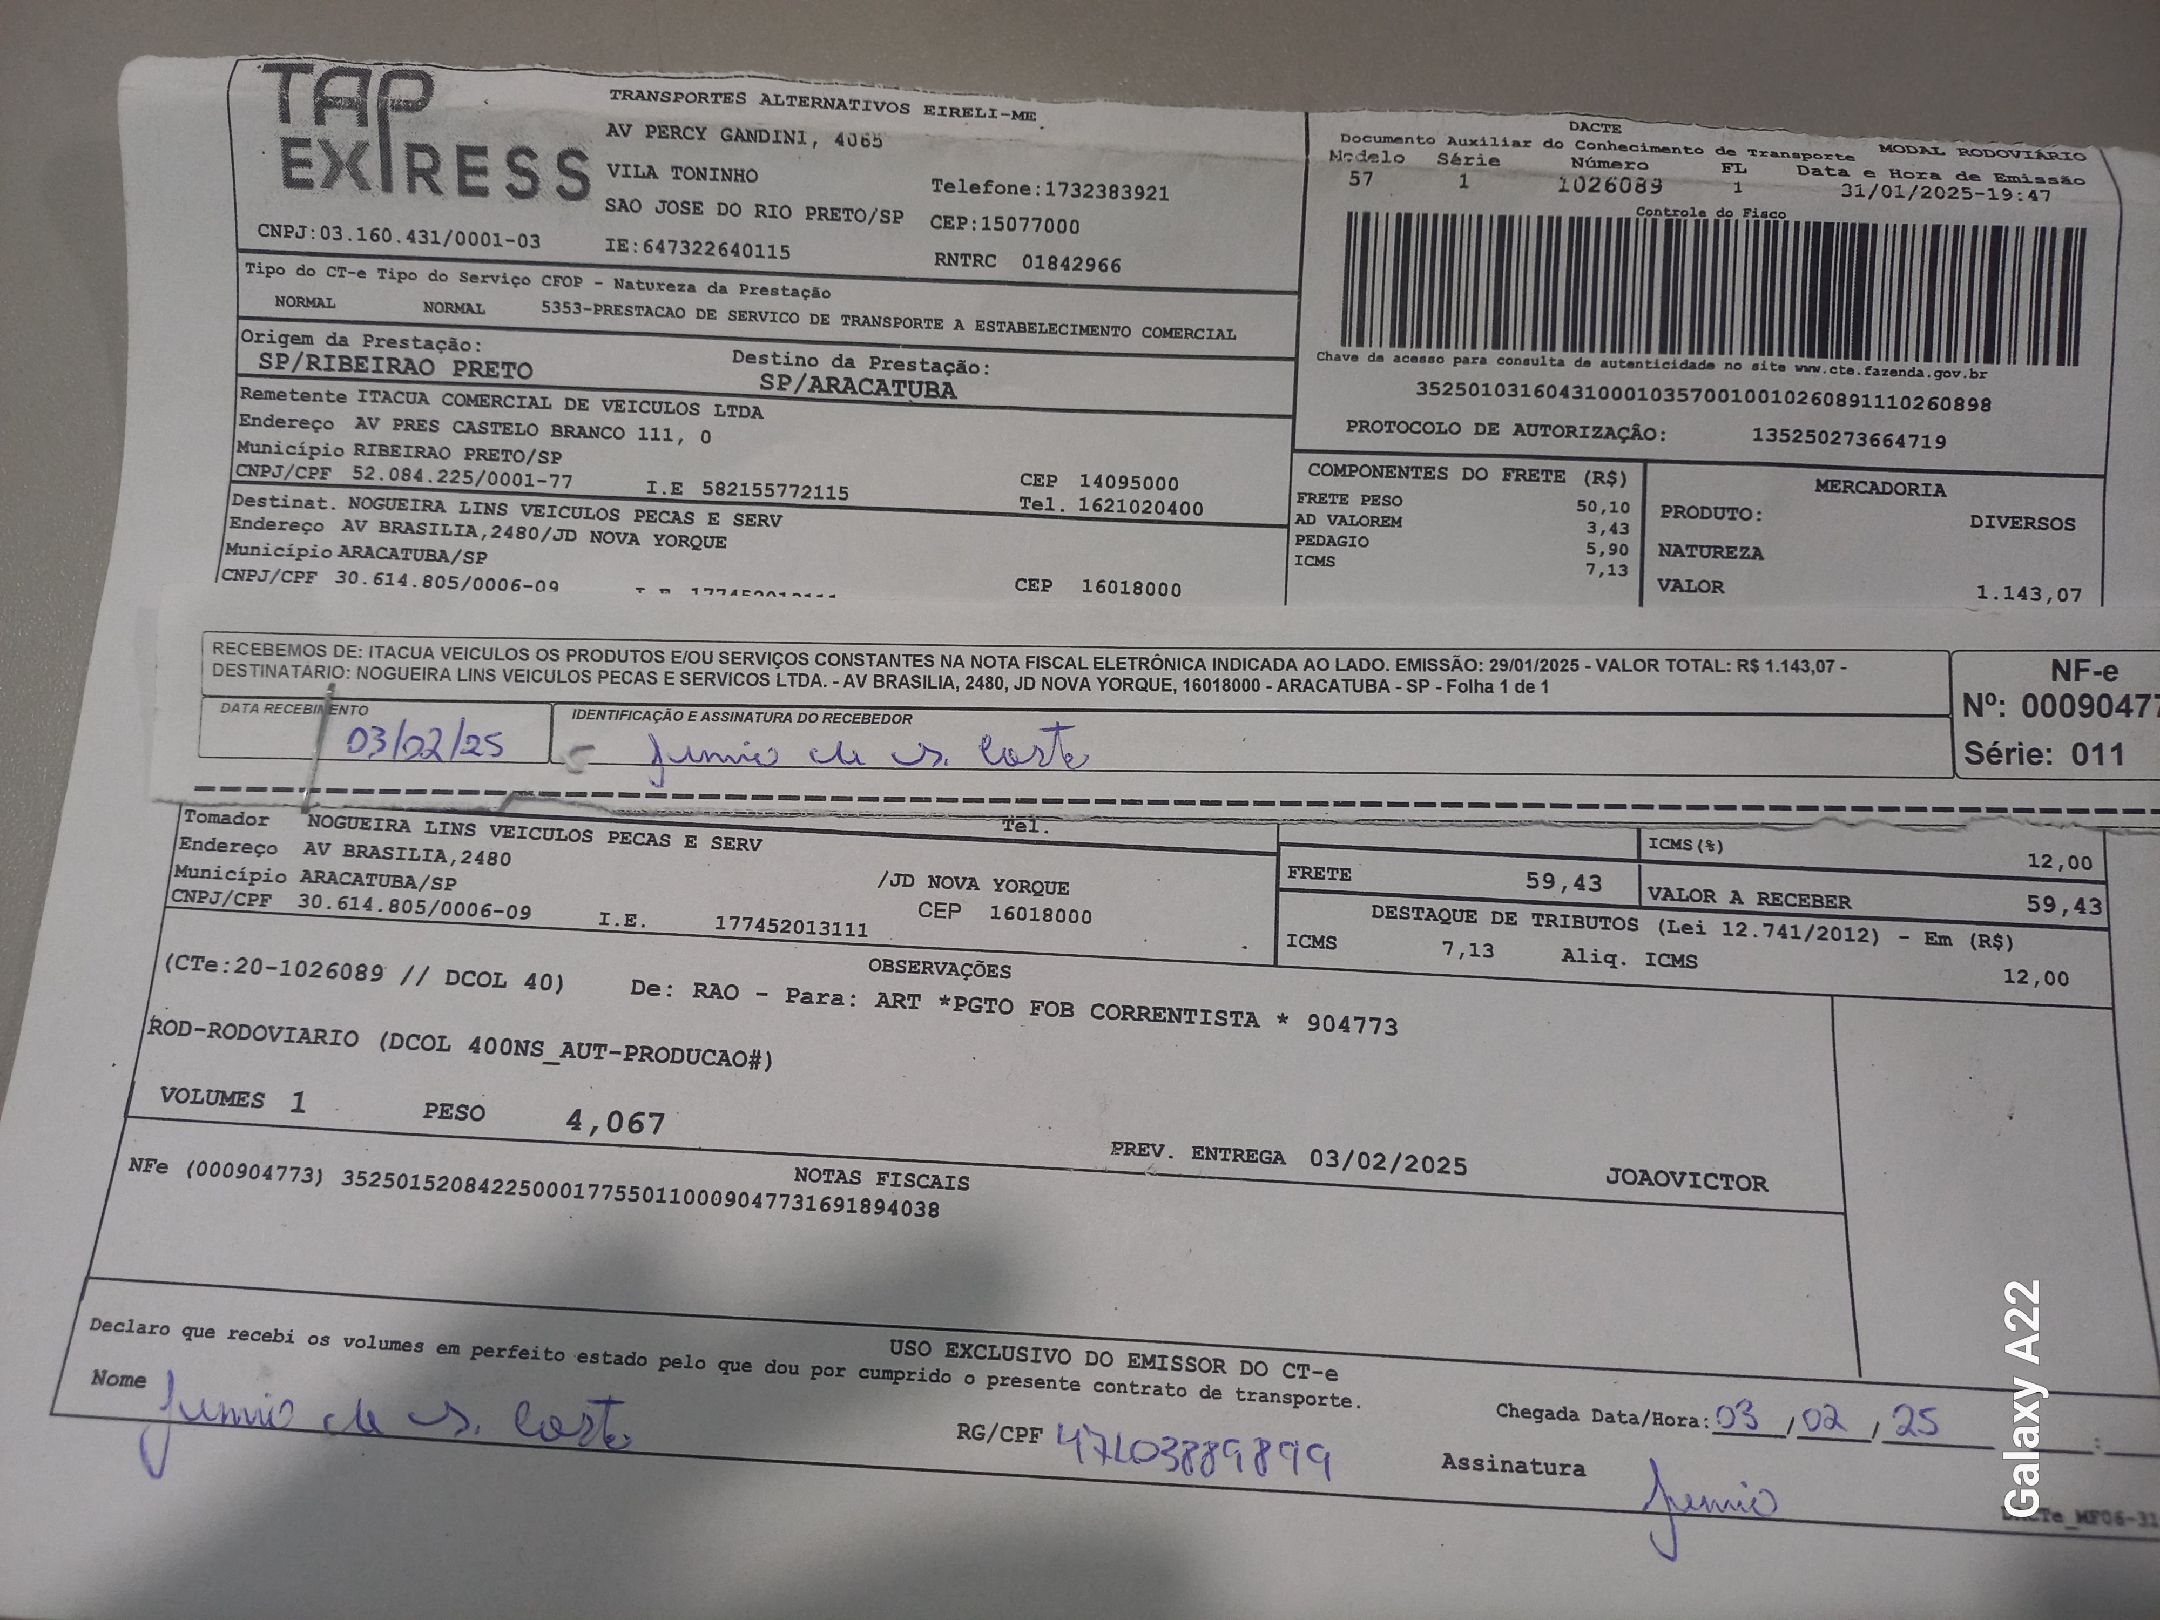 TAP EXPRESS
TRANSPORTES ALTERNATIVOS EIRELI-ME
AV PERCY GANDINI, 4065
VILA TONINHO
Telefone:1732383921
SAO JOSE DO RIO PRETO/SP CEP:15077000
CNPJ:03.160.431/0001-03 IE:647322640115 RNTRC 01842966
DACTE
Documento Auxiliar do Conhecimento de Transporte MODAL RODOVIÁRIO
Modelo Série Número FL Data e Hora de Emissão
57 1 1026089 1 31/01/2025-19:47
Controle do Fisco
Chave de acesso para consulta de autenticidade no site www.cte.fazenda.gov.br
35250103160431000103570010010260891110260898
PROTOCOLO DE AUTORIZAÇÃO: 135250273664719
Tipo do CT-e Tipo do Serviço CFOP - Natureza da Prestação
NORMAL NORMAL 5353-PRESTACAO DE SERVICO DE TRANSPORTE A ESTABELECIMENTO COMERCIAL
Origem da Prestação: Destino da Prestação:
SP/RIBEIRAO PRETO SP/ARACATUBA
Remetente ITACUA COMERCIAL DE VEICULOS LTDA
Endereço AV PRES CASTELO BRANCO 111, 0
Município RIBEIRAO PRETO/SP CEP 14095000
CNPJ/CPF 52.084.225/0001-77 I.E 582155772115 Tel. 1621020400
Destinat. NOGUEIRA LINS VEICULOS PECAS E SERV
Endereço AV BRASILIA,2480/JD NOVA YORQUE
Município ARACATUBA/SP CEP 16018000
CNPJ/CPF 30.614.805/0006-09
COMPONENTES DO FRETE (R$)
FRETE PESO 50,10
AD VALOREM 3,43
PEDAGIO 5,90
ICMS 7,13
MERCADORIA
PRODUTO: DIVERSOS
NATUREZA
VALOR 1.143,07
RECEBEMOS DE: ITACUA VEICULOS OS PRODUTOS E/OU SERVIÇOS CONSTANTES NA NOTA FISCAL ELETRÔNICA INDICADA AO LADO. EMISSÃO: 29/01/2025 - VALOR TOTAL: R$ 1.143,07 -
DESTINATÁRIO: NOGUEIRA LINS VEICULOS PECAS E SERVICOS LTDA. - AV BRASILIA, 2480, JD NOVA YORQUE, 16018000 - ARACATUBA - SP - Folha 1 de 1
DATA RECEBIMENTO IDENTIFICAÇÃO E ASSINATURA DO RECEBEDOR
03/02/25 Junio de S. Costa
NF-e
Nº: 00090477
Série: 011
Tomador NOGUEIRA LINS VEICULOS PECAS E SERV Tel.
Endereço AV BRASILIA,2480 /JD NOVA YORQUE
Município ARACATUBA/SP CEP 16018000
CNPJ/CPF 30.614.805/0006-09 I.E. 177452013111
ICMS(%) 12,00
FRETE 59,43 VALOR A RECEBER 59,43
DESTAQUE DE TRIBUTOS (Lei 12.741/2012) - Em (R$)
ICMS 7,13 Aliq. ICMS 12,00
OBSERVAÇÕES
(CTe:20-1026089 // DCOL 40) De: RAO - Para: ART *PGTO FOB CORRENTISTA * 904773
ROD-RODOVIARIO (DCOL 400NS_AUT-PRODUCAO#)
VOLUMES 1 PESO 4,067 PREV. ENTREGA 03/02/2025 JOAOVICTOR
NOTAS FISCAIS
NFe (000904773) 35250152084225000177550110009047731691894038
USO EXCLUSIVO DO EMISSOR DO CT-e
Declaro que recebi os volumes em perfeito estado pelo que dou por cumprido o presente contrato de transporte.
Nome Junio de S. Costa RG/CPF 47103889899 Chegada Data/Hora: 03/02/25 :
Assinatura Junio
DACTe_MF06-31
Galaxy A22